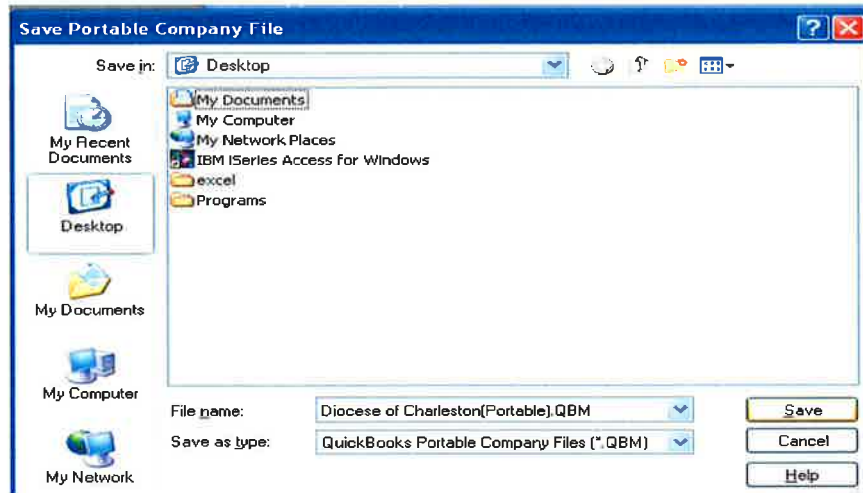 Save Portable Company File
Save in: Desktop
My Recent Documents
Desktop
My Documents
My Computer
My Network
My Documents
My Computer
My Network Places
IBM iSeries Access for Windows
excel
Programs
File name: Diocese of Charleston(Portable).QBM
Save
Save as type: QuickBooks Portable Company Files (*.QBM)
Cancel
Help